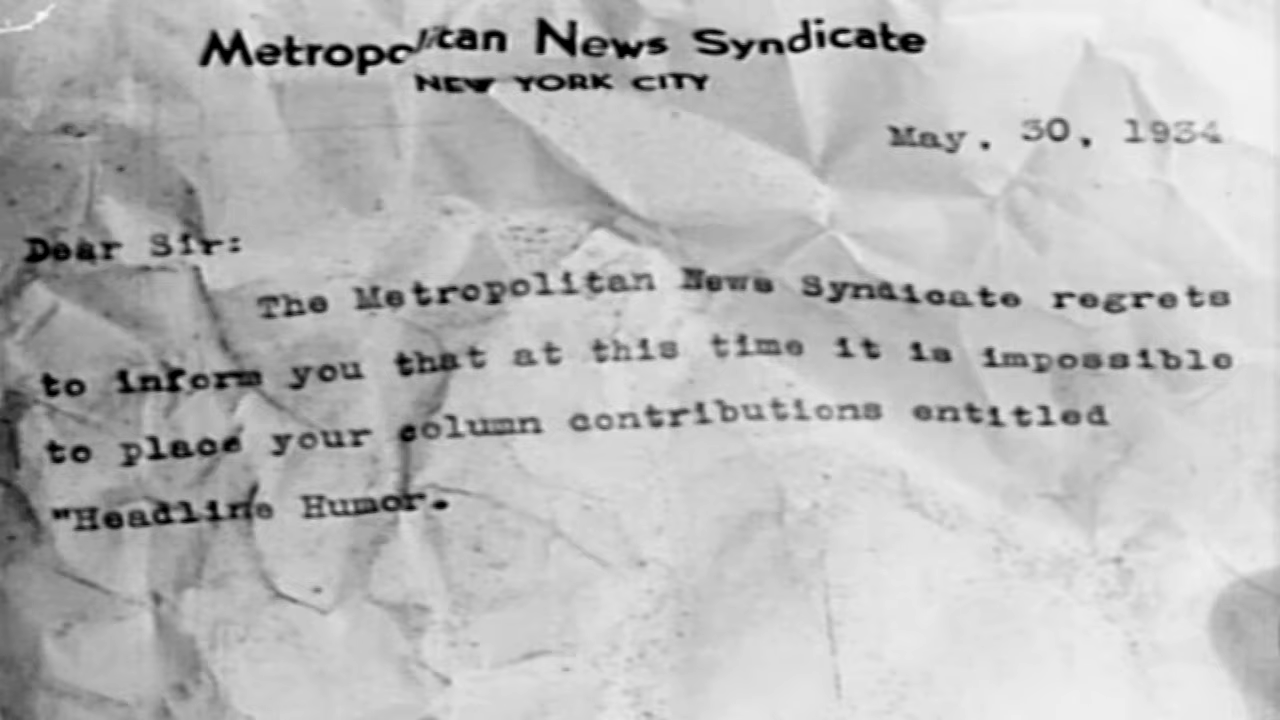 Metropolitan News Syndicate
NEW YORK CITY
May. 30, 1934
Dear Sir:
The Metropolitan News Syndicate regrets
to inform you that at this time it is impossible
to place your column contributions entitled
"Headline Humor.